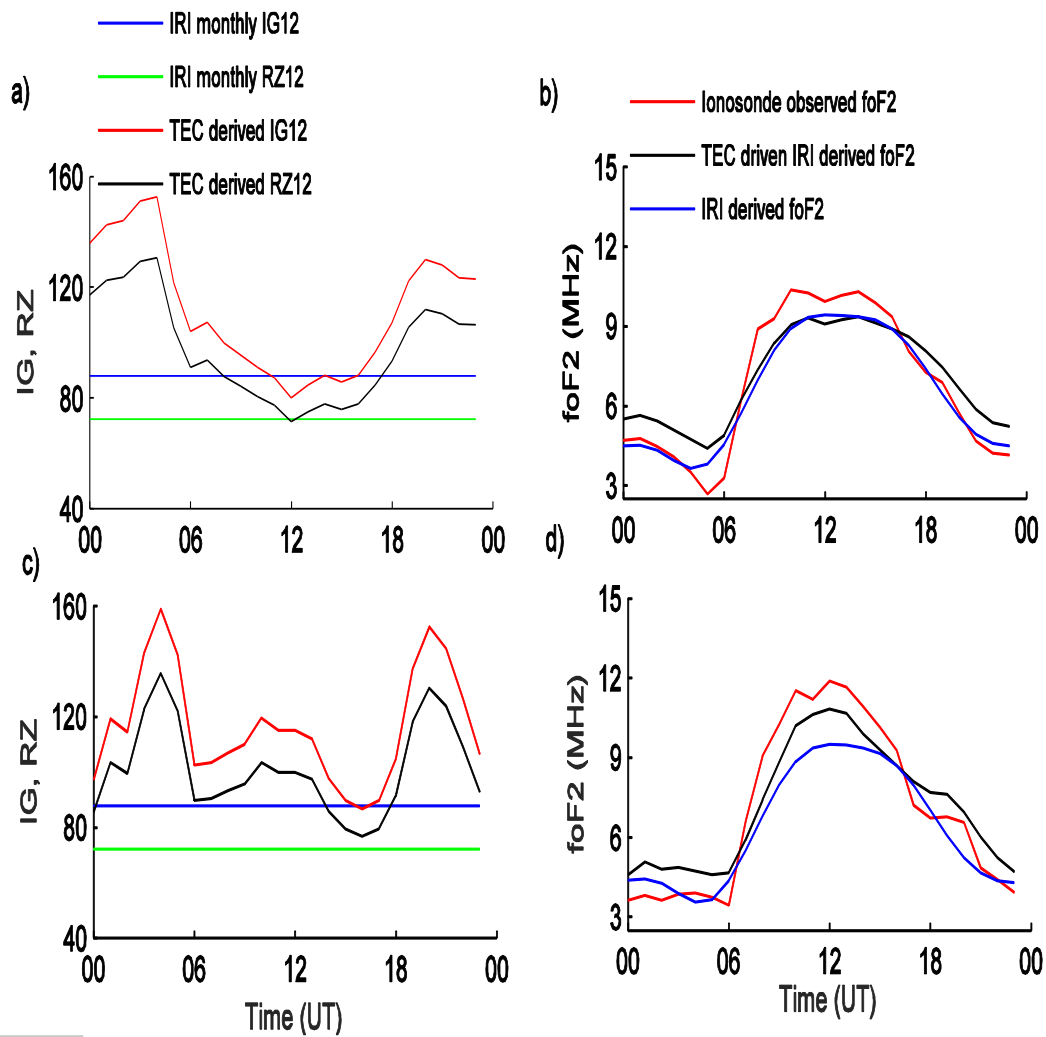 IRI monthly IG12
IRI monthly RZ12
TEC derived IG12
TEC derived RZ12
a)
160
120
80
40
IG, RZ
00 06 12 18 00
b)
Ionosonde observed foF2
TEC driven IRI derived foF2
IRI derived foF2
15
12
9
6
3
foF2 (MHz)
00 06 12 18 00
c)
160
120
80
40
IG, RZ
00 06 12 18 00
Time (UT)
d)
15
12
9
6
3
foF2 (MHz)
00 06 12 18 00
Time (UT)